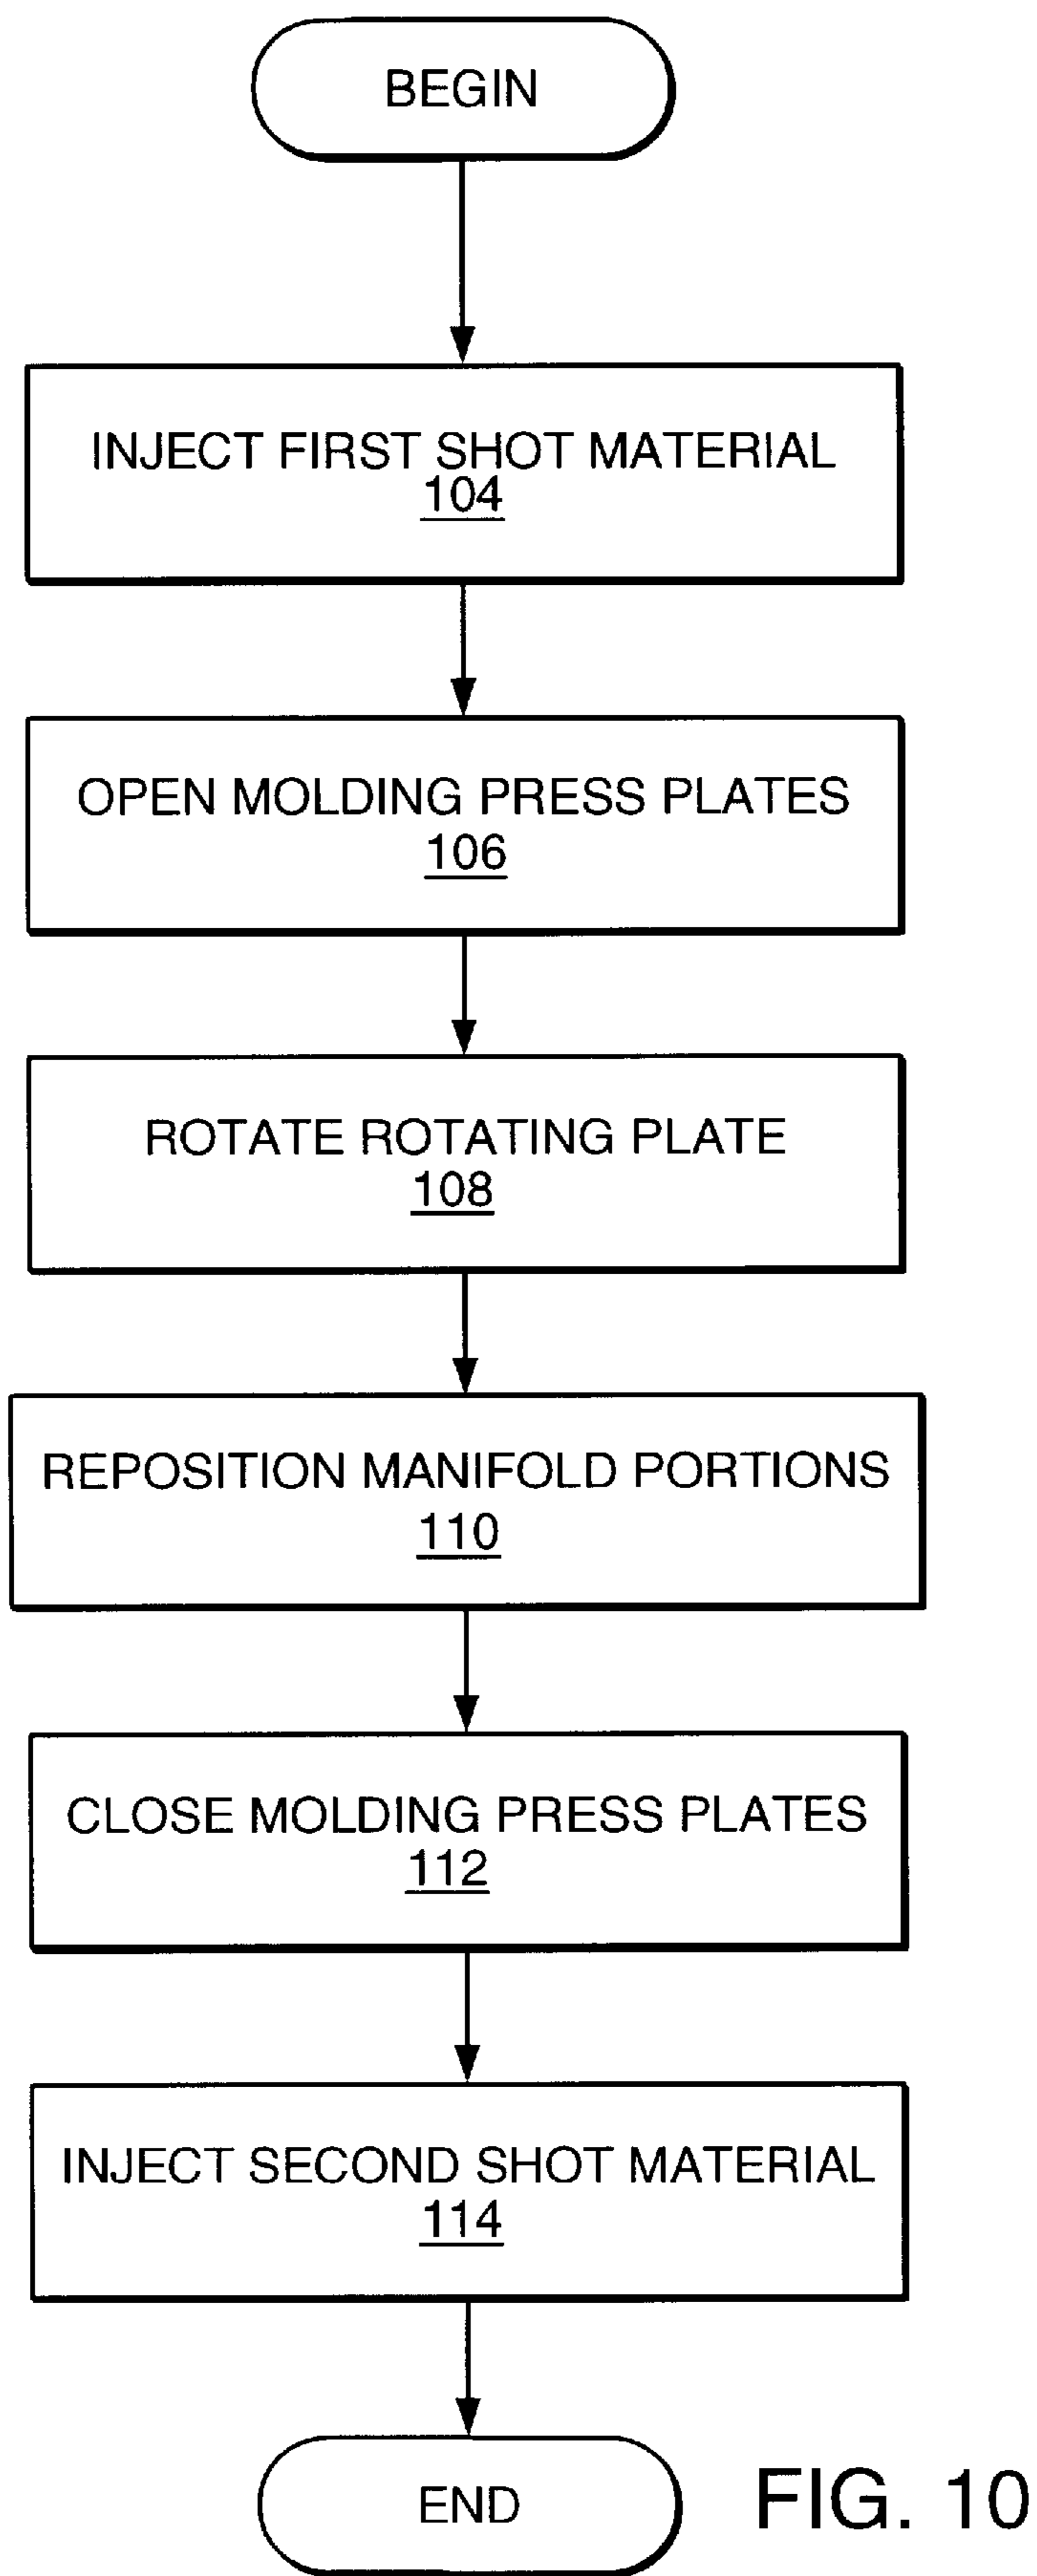 BEGIN
INJECT FIRST SHOT MATERIAL
104
OPEN MOLDING PRESS PLATES
106
ROTATE ROTATING PLATE
108
REPOSITION MANIFOLD PORTIONS
110
CLOSE MOLDING PRESS PLATES
112
INJECT SECOND SHOT MATERIAL
114
END
FIG. 10